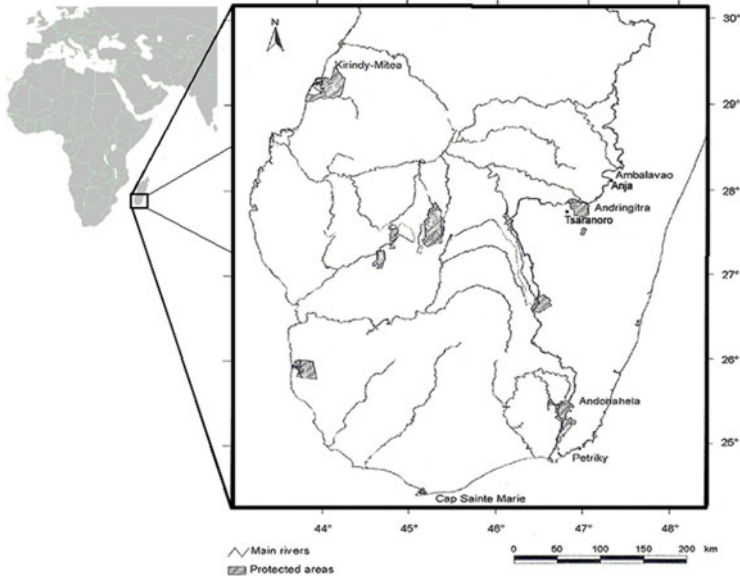 N
30°
Kirindy-Mitea
29°
Ambalavao
Anja
28°
Andringitra
Tsaranoro
27°
26°
Andohahela
25°
Petriky
Cap Sainte Marie
44° 45° 46° 47° 48°
Main rivers
0 50 100 150 200 km
Protected areas